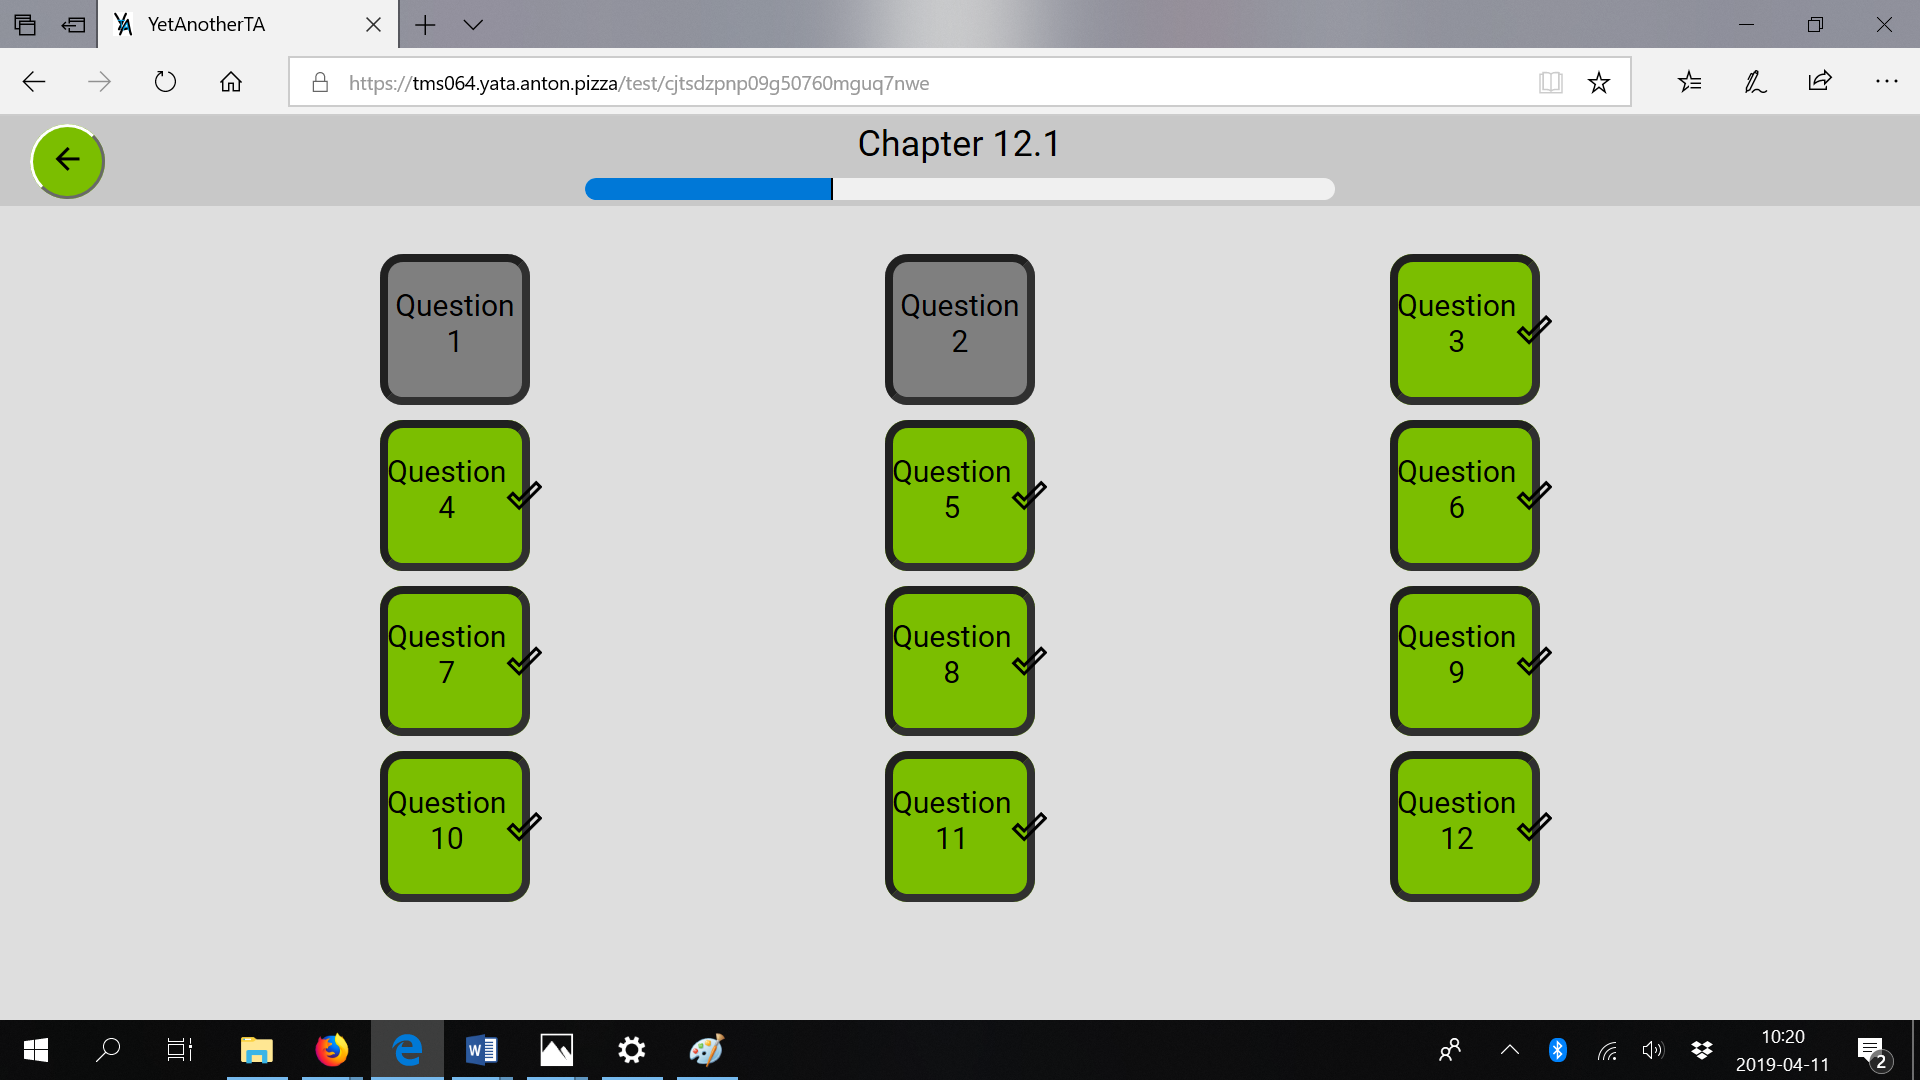 YetAnotherTA
https://tms064.yata.anton.pizza/test/cjtsdzpnp09g50760mguq7nwe
Chapter 12.1
Question
1
Question
2
Question
3
Question
4
Question
5
Question
6
Question
7
Question
8
Question
9
Question
10
Question
11
Question
12
10:20
2019-04-11
2